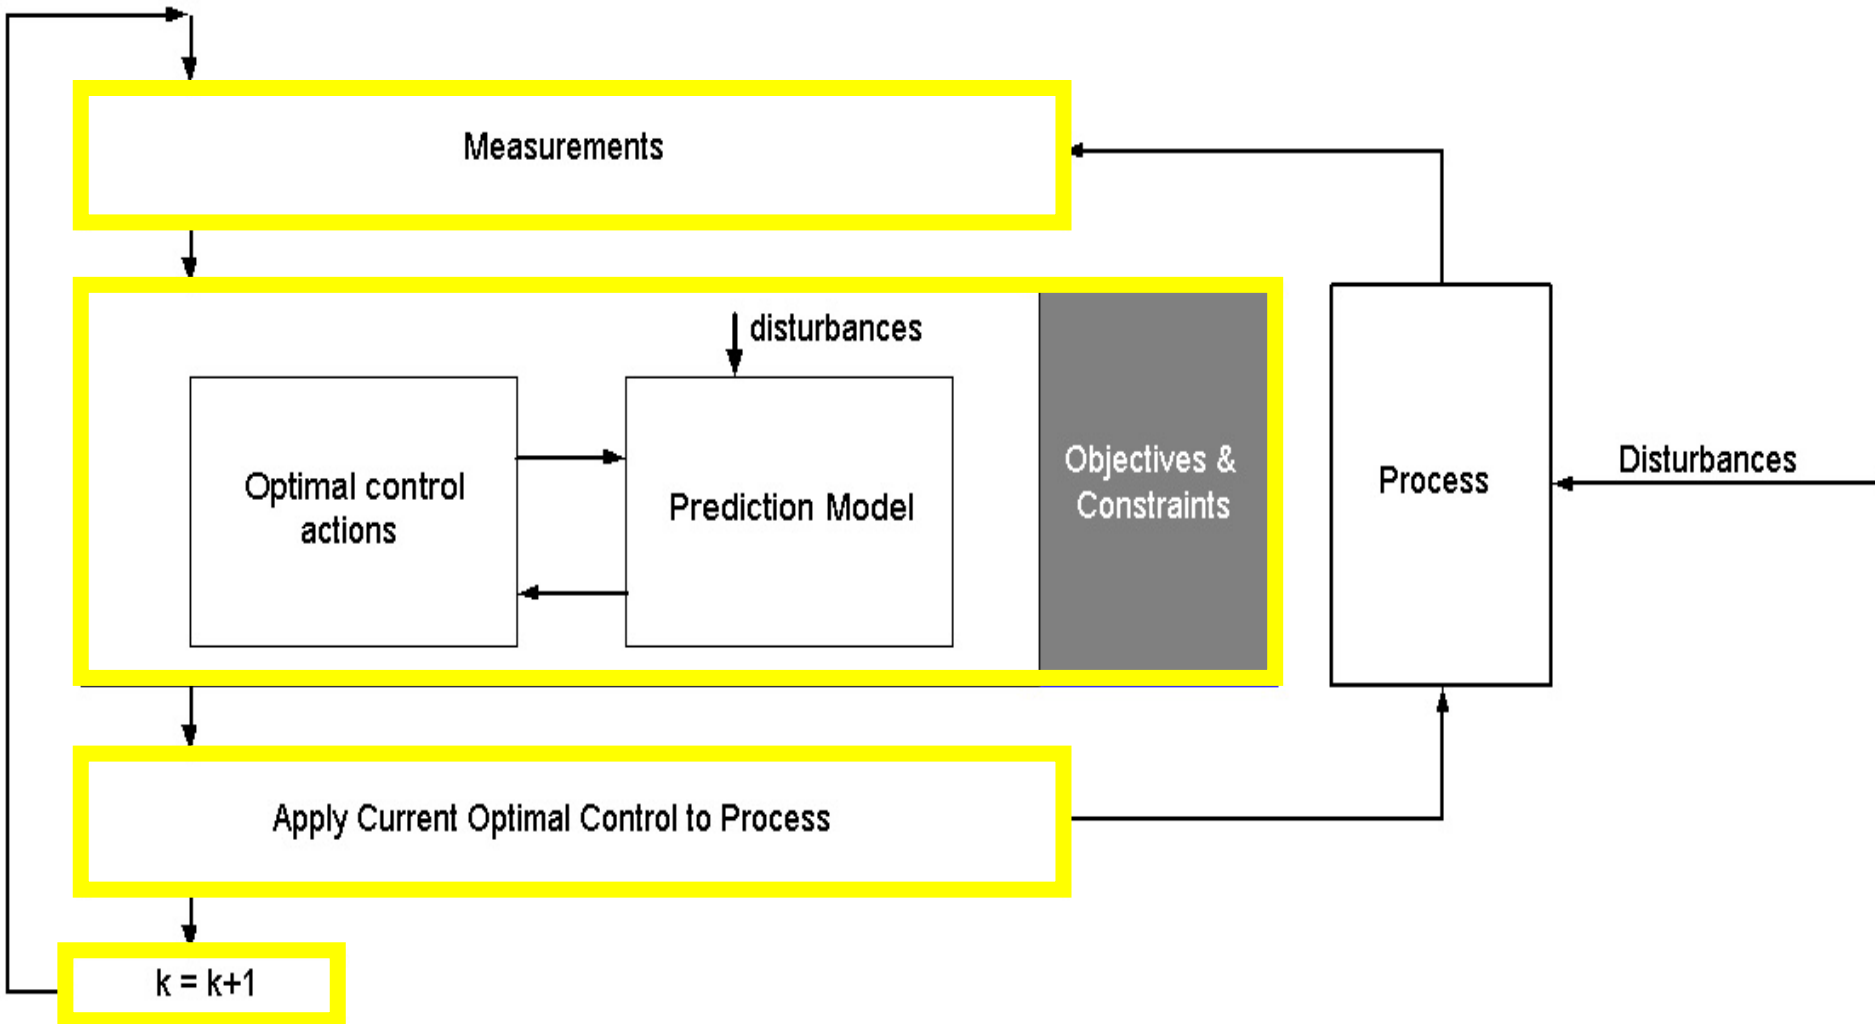 Measurements
disturbances
Optimal control
actions
Prediction Model
Objectives &
Constraints
Process
Disturbances
Apply Current Optimal Control to Process
k = k+1